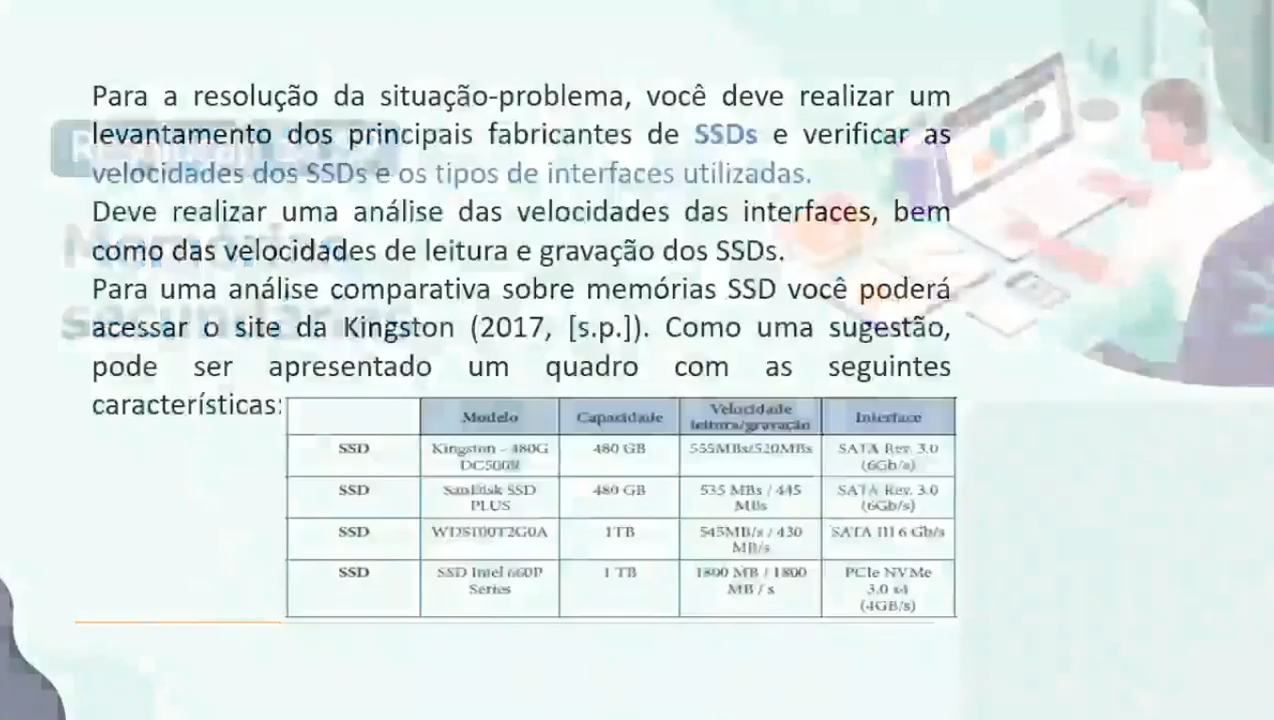 Para a resolução da situação-problema, você deve realizar um
levantamento dos principais fabricantes de SSDs e verificar as
velocidades dos SSDs e os tipos de interfaces utilizadas.
Deve realizar uma análise das velocidades das interfaces, bem
como das velocidades de leitura e gravação dos SSDs.
Para uma análise comparativa sobre memórias SSD você poderá
acessar o site da Kingston (2017, [s.p.]). Como uma sugestão,
pode ser apresentado um quadro com as seguintes
características:
Modelo Capacidade Velocidade leitura/gravação Interface
SSD Kingston - 480G DC500M 480 GB 555MBs/520MBs SATA Rev. 3.0 (6Gb/s)
SSD SanDisk SSD PLUS 480 GB 535 MBs / 445 MBs SATA Rev. 3.0 (6Gb/s)
SSD WDS100T2G0A 1TB 545MB/s / 430 MB/s SATA III 6 Gb/s
SSD SSD Intel 660P Series 1 TB 1800 MB / 1800 MB / s PCIe NVMe 3.0 x4 (4GB/s)